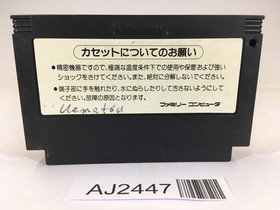 カセットについてのお願い
●精密機器ですので、極端な温度条件下での使用や保管および強い
ショックをさけてください。また、絶対に分解しないでください。
●端子部に手を触れたり、水にぬらしたりして汚さないようにして
ください。故障の原因となります。
ファミリー コンピュータ
Uematsu
AJ2447